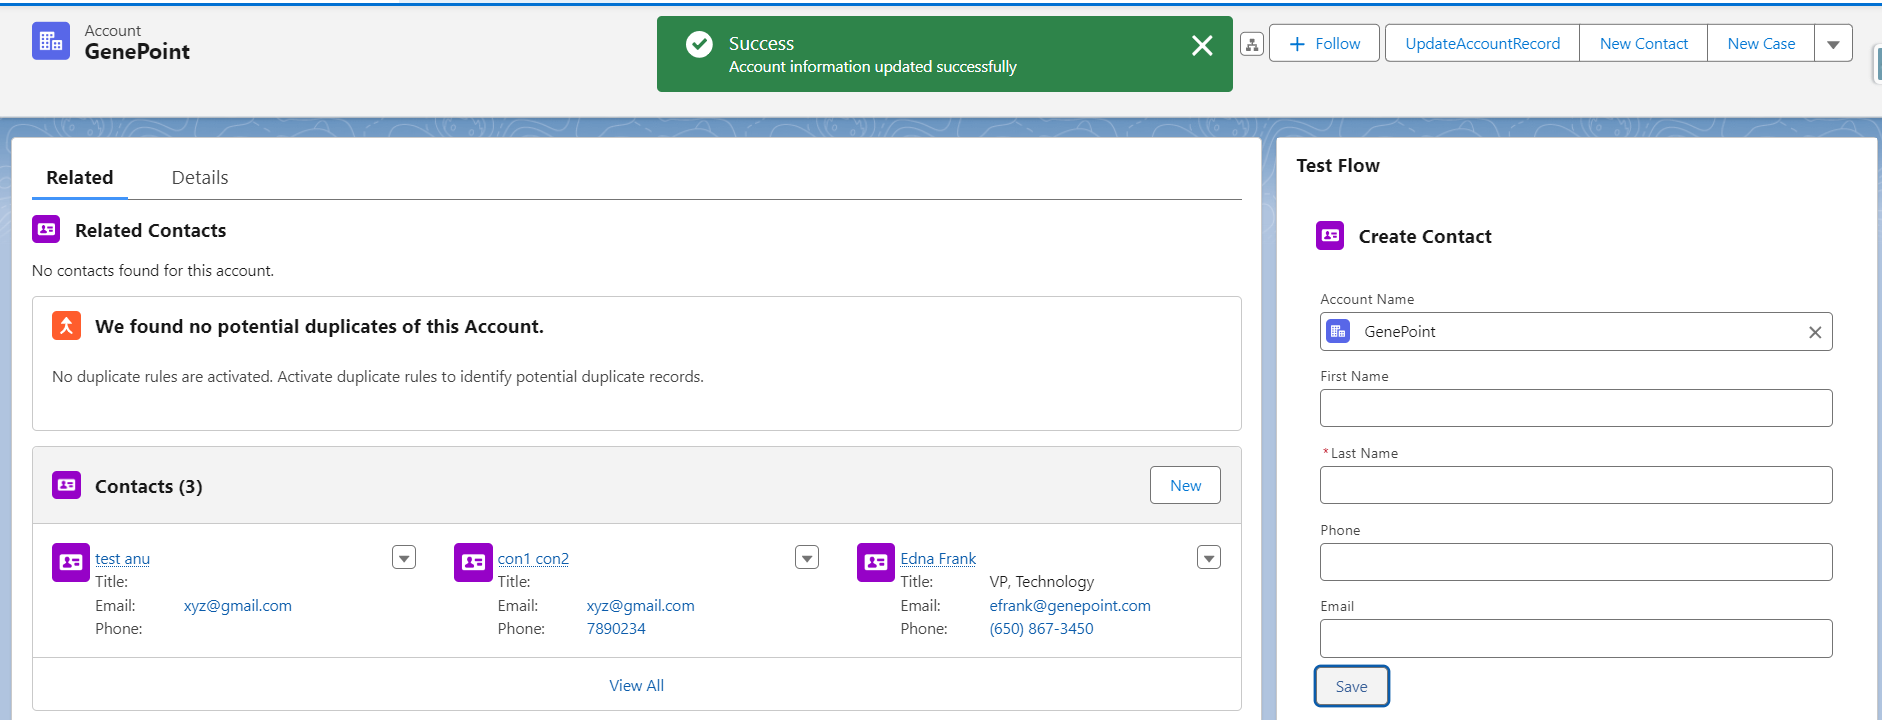 Account
GenePoint
Success
Account information updated successfully
Follow
UpdateAccountRecord
New Contact
New Case
Related
Details
Related Contacts
No contacts found for this account.
We found no potential duplicates of this Account.
No duplicate rules are activated. Activate duplicate rules to identify potential duplicate records.
Contacts (3)
New
test anu
Title:
Email: xyz@gmail.com
Phone:
con1 con2
Title:
Email: xyz@gmail.com
Phone: 7890234
Edna Frank
Title: VP, Technology
Email: efrank@genepoint.com
Phone: (650) 867-3450
View All
Test Flow
Create Contact
Account Name
GenePoint
First Name
*Last Name
Phone
Email
Save